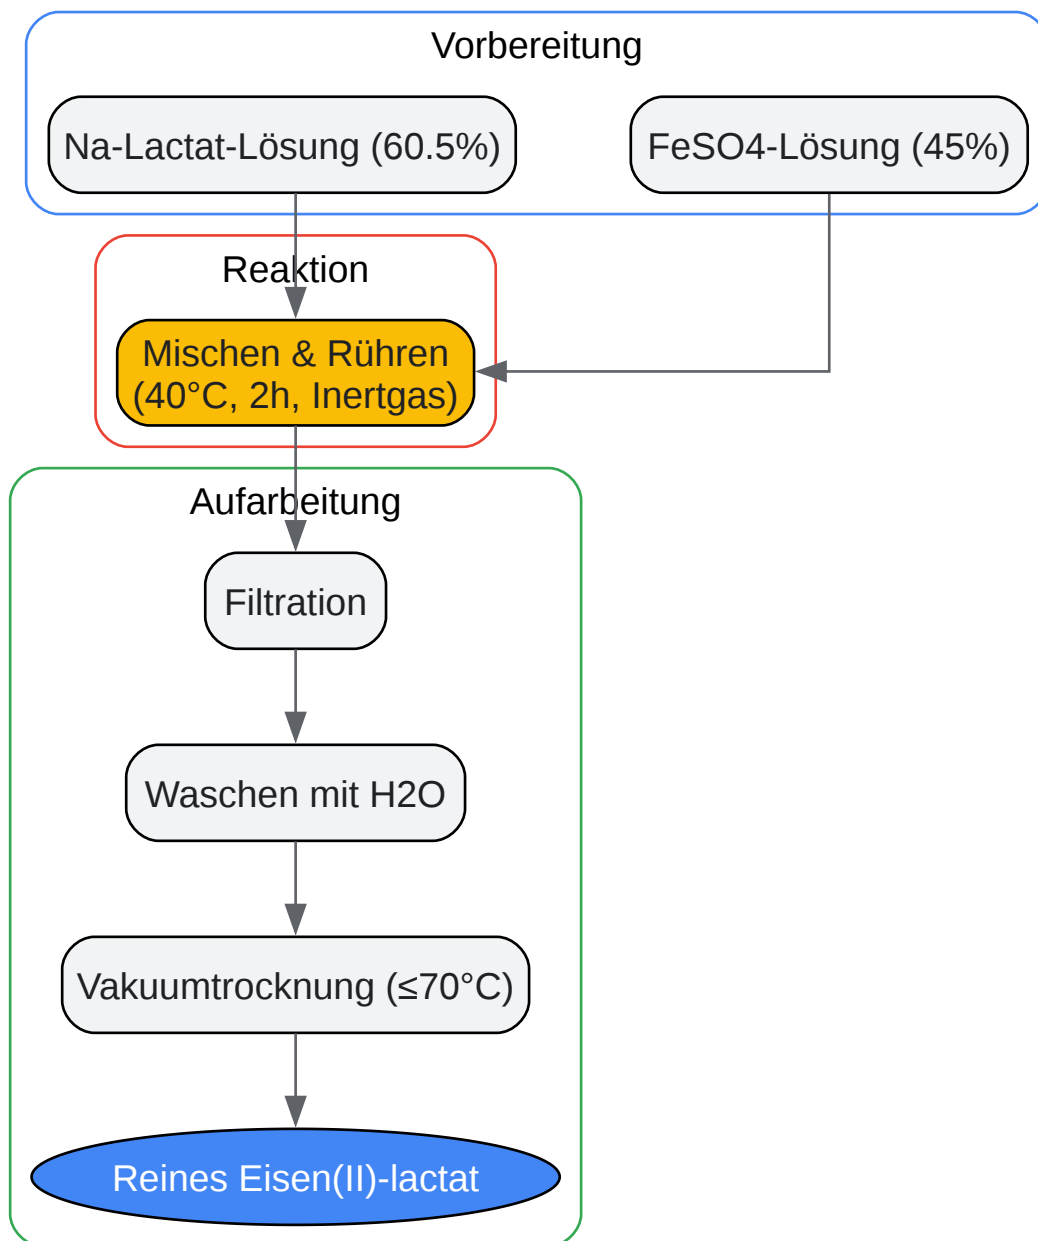 Vorbereitung
Na-Lactat-Lösung (60.5%)
FeSO4-Lösung (45%)
Reaktion
Mischen & Rühren
(40°C, 2h, Inertgas)
Aufarbeitung
Filtration
Waschen mit H2O
Vakuumtrocknung (≤70°C)
Reines Eisen(II)-lactat